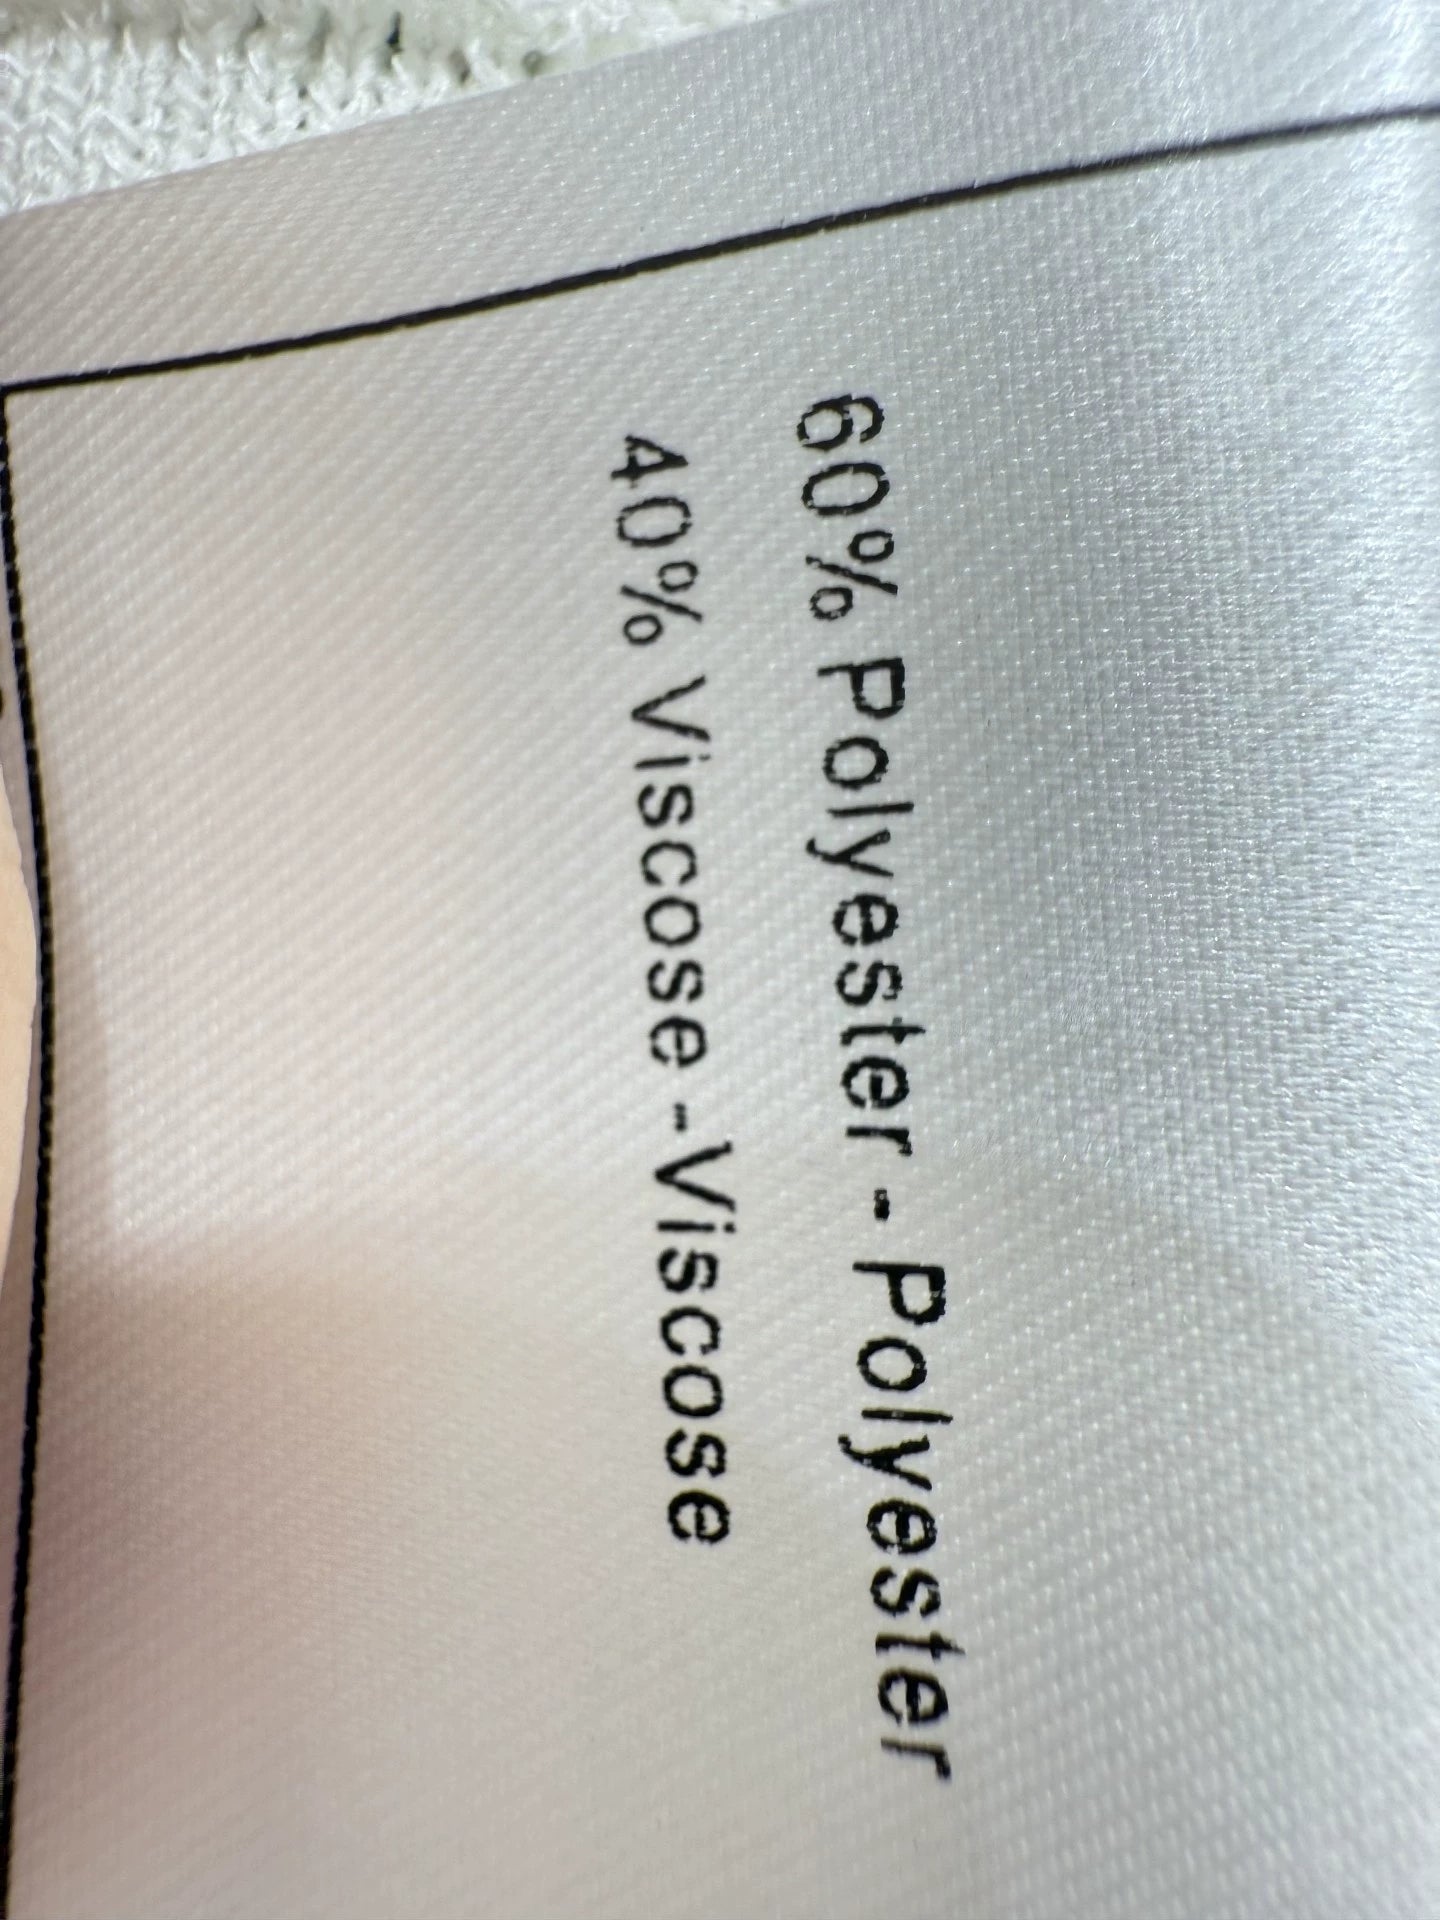 60% Polyester - Polyester
40% Viscose -Viscose